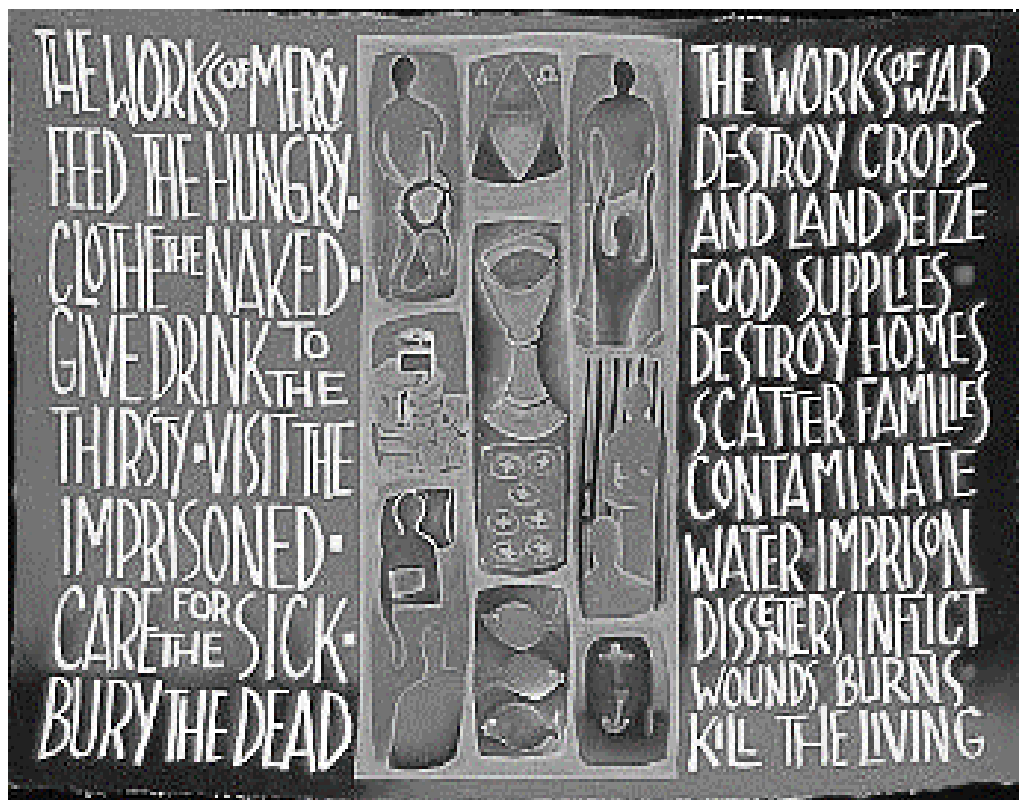 THE WORKS OF MERCY
FEED THE HUNGRY·
CLOTHE THE NAKED·
GIVE DRINK TO
THE
THIRSTY·VISIT THE
IMPRISONED·
CARE FOR THE SICK·
BURY THE DEAD
Α Ω
THE WORKS OF WAR
DESTROY CROPS
AND LAND·SEIZE
FOOD SUPPLIES·
DESTROY HOMES
SCATTER FAMILIES
CONTAMINATE
WATER·IMPRISON
DISSENTERS INFLICT
WOUNDS, BURNS·
KILL THE LIVING